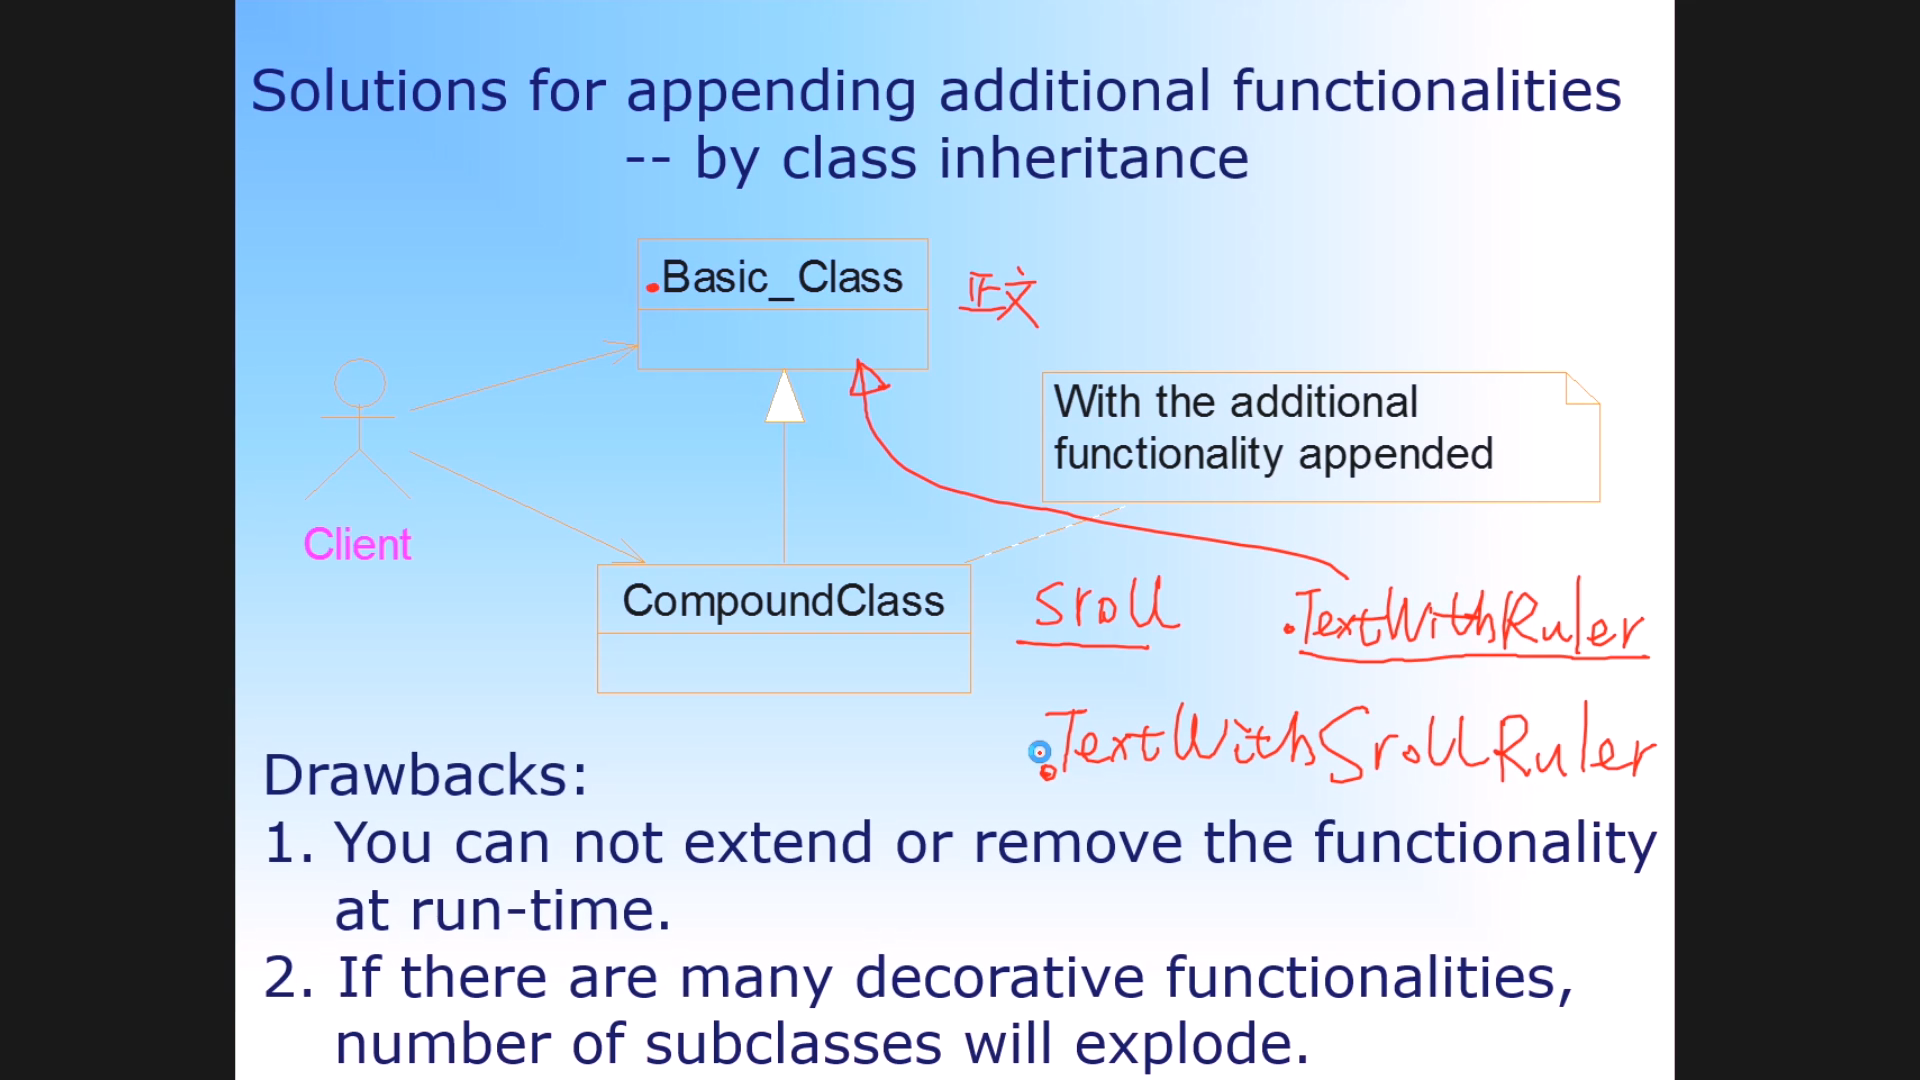 Solutions for appending additional functionalities
-- by class inheritance
.Basic_Class
正文
With the additional
functionality appended
Client
CompoundClass
Sroll
.TextWithRuler
.TextWithSrollRuler
Drawbacks:
1. You can not extend or remove the functionality
at run-time.
2. If there are many decorative functionalities,
number of subclasses will explode.